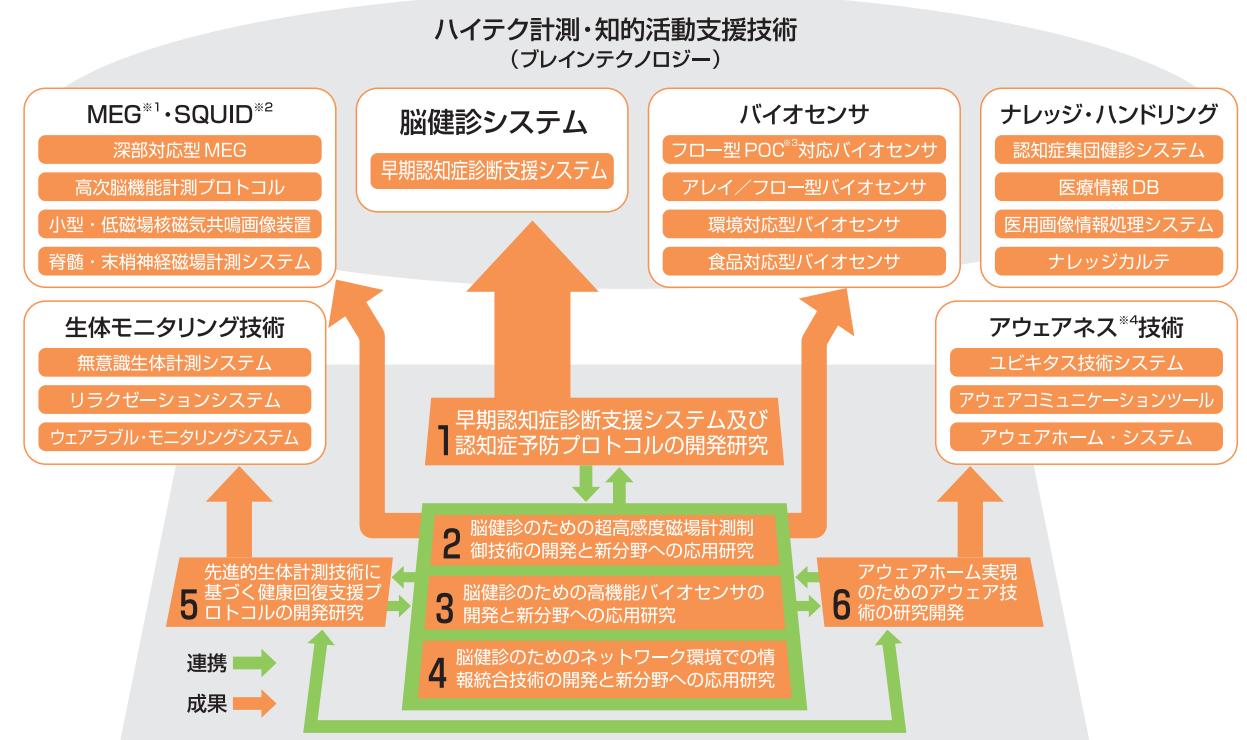 ハイテク計測・知的活動支援技術
（ブレインテクノロジー）
MEG※1・SQUID※2
深部対応型 MEG
高次脳機能計測プロトコル
小型・低磁場核磁気共鳴画像装置
脊髄・末梢神経磁場計測システム
脳健診システム
早期認知症診断支援システム
バイオセンサ
フロー型 POC※3対応バイオセンサ
アレイ／フロー型バイオセンサ
環境対応型バイオセンサ
食品対応型バイオセンサ
ナレッジ・ハンドリング
認知症集団健診システム
医療情報 DB
医用画像情報処理システム
ナレッジカルテ
生体モニタリング技術
無意識生体計測システム
リラクゼーションシステム
ウェアラブル・モニタリングシステム
アウェアネス※4技術
ユビキタス技術システム
アウェアコミュニケーションツール
アウェアホーム・システム
1 早期認知症診断支援システム及び
認知症予防プロトコルの開発研究
2 脳健診のための超高感度磁場計測制
御技術の開発と新分野への応用研究
3 脳健診のための高機能バイオセンサの
開発と新分野への応用研究
4 脳健診のためのネットワーク環境での情
報統合技術の開発と新分野への応用研究
5 先進的生体計測技術に
基づく健康回復支援プ
ロトコルの開発研究
6 アウェアホーム実現
のためのアウェア技
術の研究開発
連携
成果